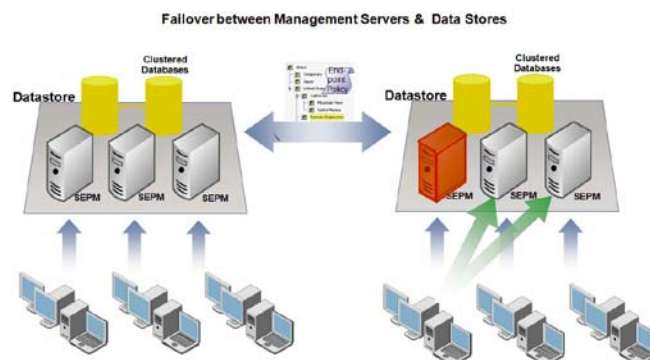 Failover between Management Servers & Data Stores
Clustered
Databases
Datastore
SEPM
SEPM
SEPM
End-
point
Policy
Clustered
Databases
Datastore
SEPM
SEPM
SEPM